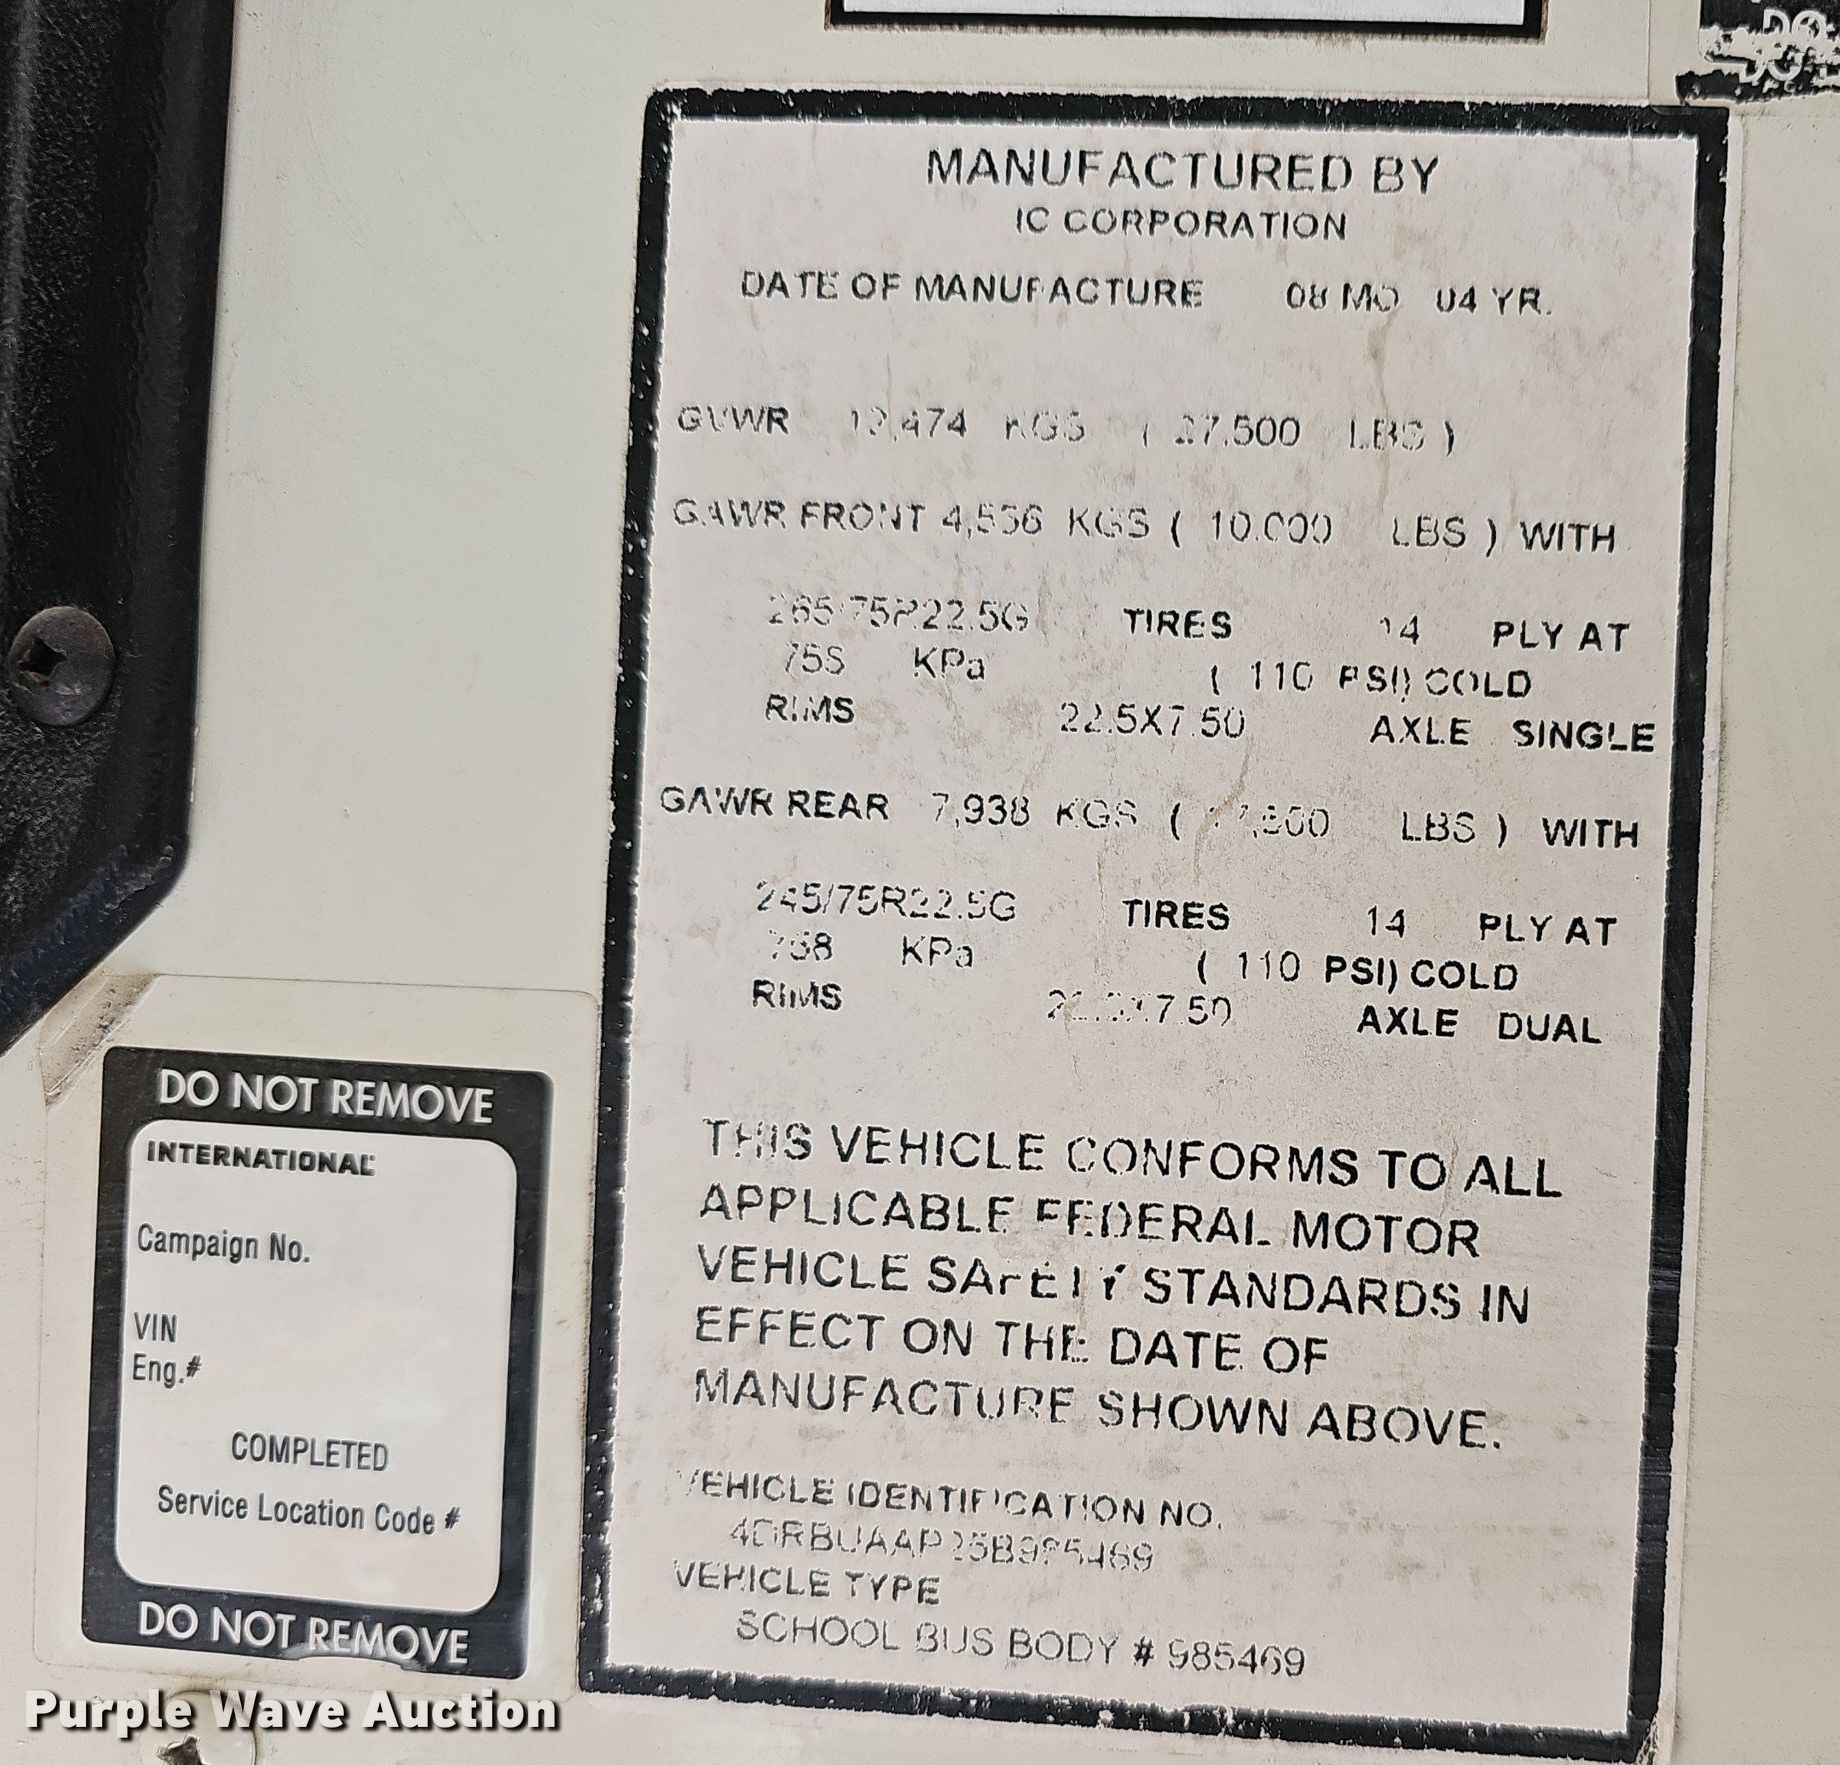 MANUFACTURED BY
IC CORPORATION
DATE OF MANUFACTURE 08 MO 04 YR.
GVWR 12,474 KGS ( 27,500 LBS )
GAWR FRONT 4,536 KGS ( 10,000 LBS ) WITH
TIRES 14 PLY AT
KPa ( 110 PSI) COLD
RIMS 22.5X7.50 AXLE SINGLE
GAWR REAR 7,938 KGS ( LBS ) WITH
245/75R22.5G TIRES 14 PLY AT
KPa ( 110 PSI) COLD
RIMS AXLE DUAL
THIS VEHICLE CONFORMS TO ALL
APPLICABLE FEDERAL MOTOR
VEHICLE SAFETY STANDARDS IN
EFFECT ON THE DATE OF
MANUFACTURE SHOWN ABOVE.
VEHICLE IDENTIFICATION NO.
4DRBUAAP25B985469
VEHICLE TYPE
SCHOOL BUS BODY # 985469
DO NOT REMOVE
INTERNATIONAL
Campaign No.
VIN
Eng.#
COMPLETED
Service Location Code #
DO NOT REMOVE
Purple Wave Auction